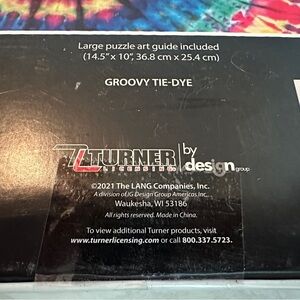 Large puzzle art guide included
(14.5" x 10", 36.8 cm x 25.4 cm)
GROOVY TIE-DYE
TURNER
LICENSING
by
design group
©2021 The LANG Companies, Inc.
A division of JG Design Group Americas Inc.
Waukesha, WI 53186
All rights reserved. Made in China.
To view additional Turner products, visit
www.turnerlicensing.com or call 800.337.5723.